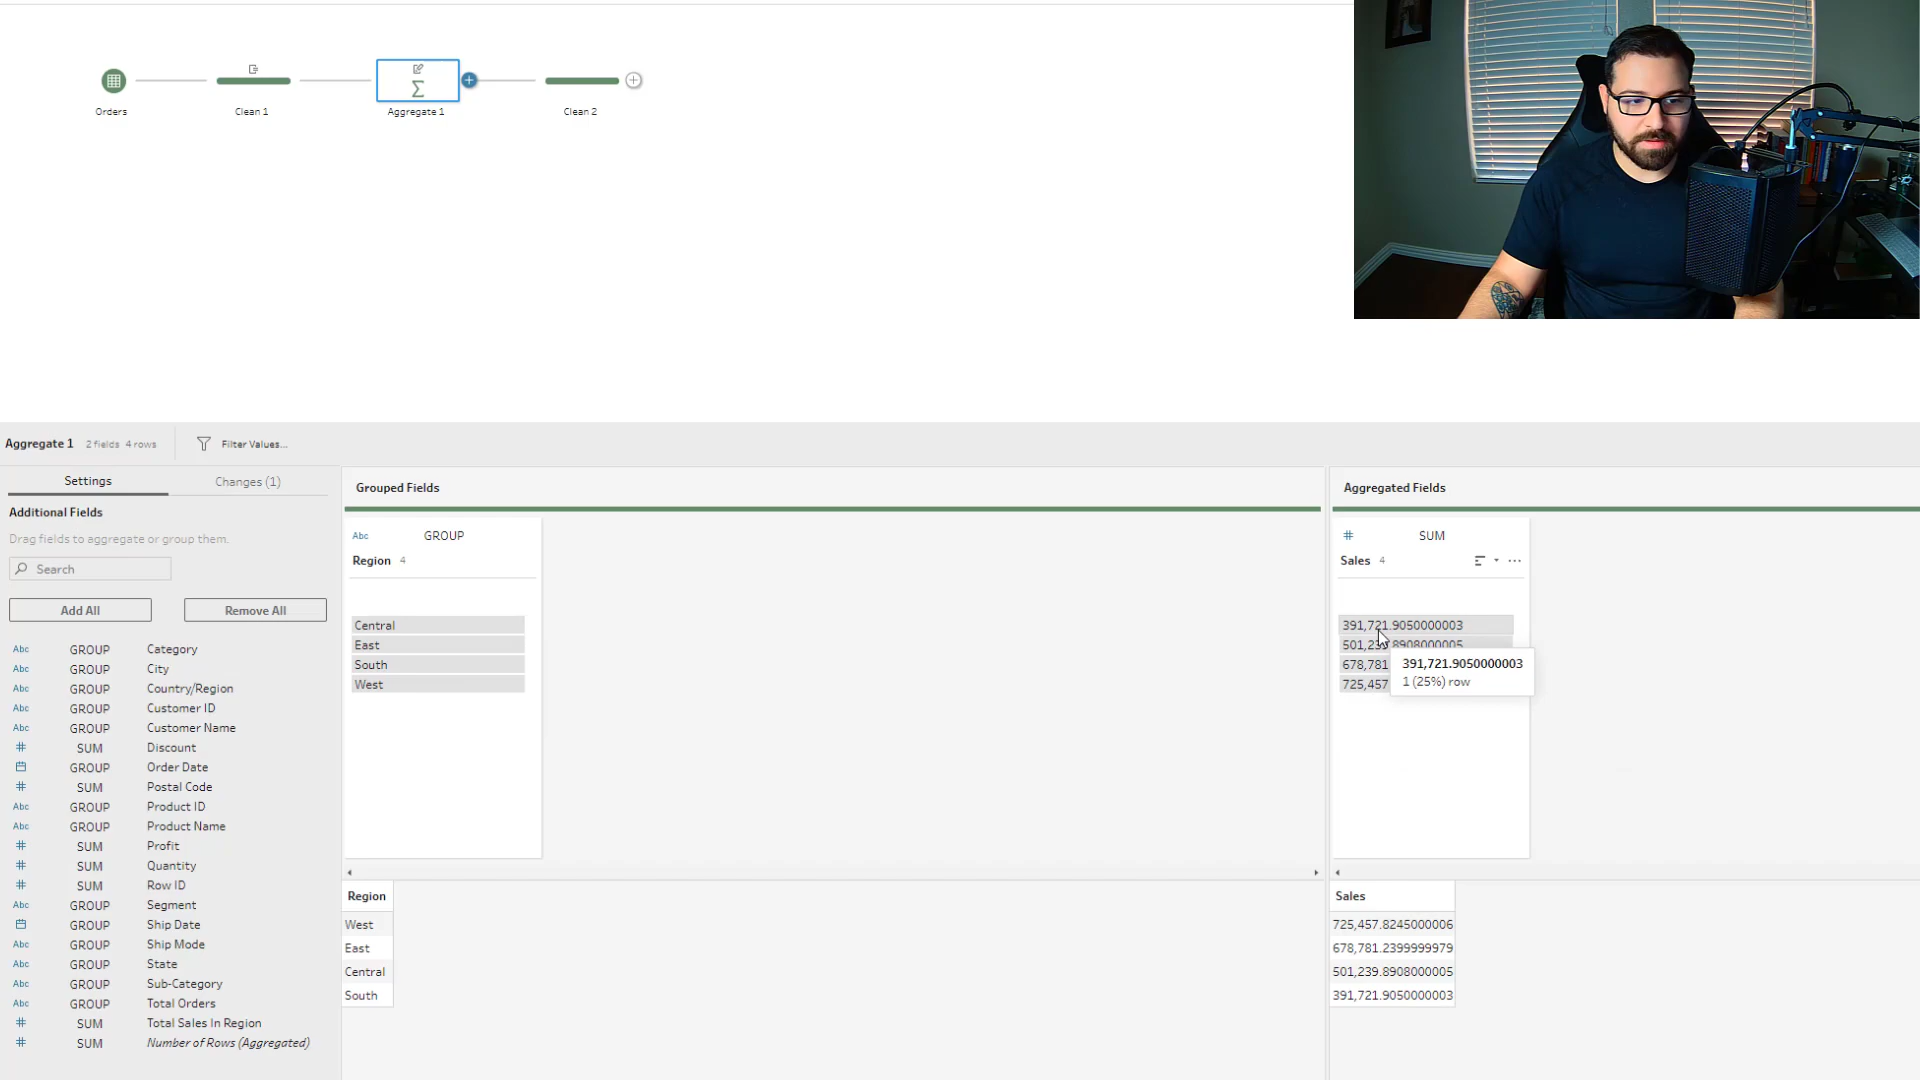 Orders
Clean 1
Aggregate 1
Clean 2
Aggregate 1 2 fields 4 rows
Filter Values...
Settings
Changes (1)
Additional Fields
Drag fields to aggregate or group them.
Search
Add All
Remove All
Abc GROUP Category
Abc GROUP City
Abc GROUP Country/Region
Abc GROUP Customer ID
Abc GROUP Customer Name
# SUM Discount
GROUP Order Date
# SUM Postal Code
Abc GROUP Product ID
Abc GROUP Product Name
# SUM Profit
# SUM Quantity
# SUM Row ID
Abc GROUP Segment
GROUP Ship Date
Abc GROUP Ship Mode
Abc GROUP State
Abc GROUP Sub-Category
Abc GROUP Total Orders
# SUM Total Sales In Region
# SUM Number of Rows (Aggregated)
Grouped Fields
Abc GROUP
Region 4
Central
East
South
West
Region
West
East
Central
South
Aggregated Fields
# SUM
Sales 4
391,721.9050000003
501,239.8908000005
678,781
725,457
391,721.9050000003
1 (25%) row
Sales
725,457.8245000006
678,781.2399999979
501,239.8908000005
391,721.9050000003